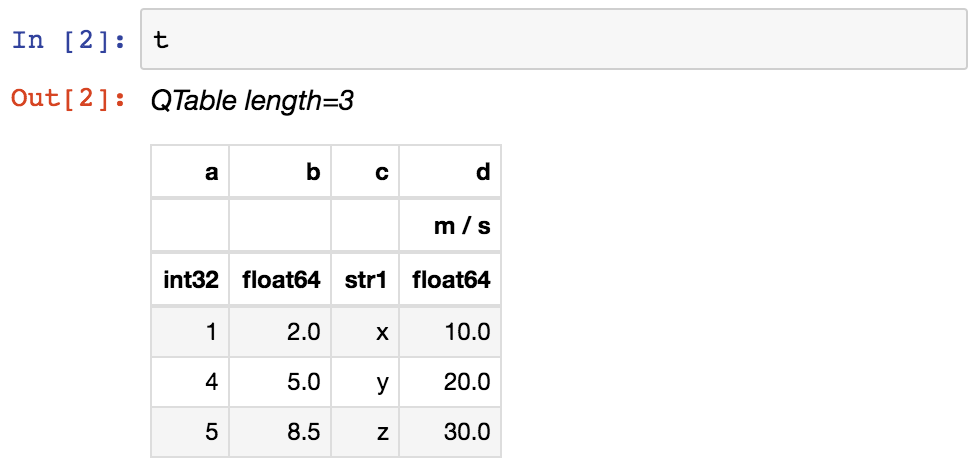 In [2]: t
Out[2]: QTable length=3
a b c d
m / s
int32 float64 str1 float64
1 2.0 x 10.0
4 5.0 y 20.0
5 8.5 z 30.0